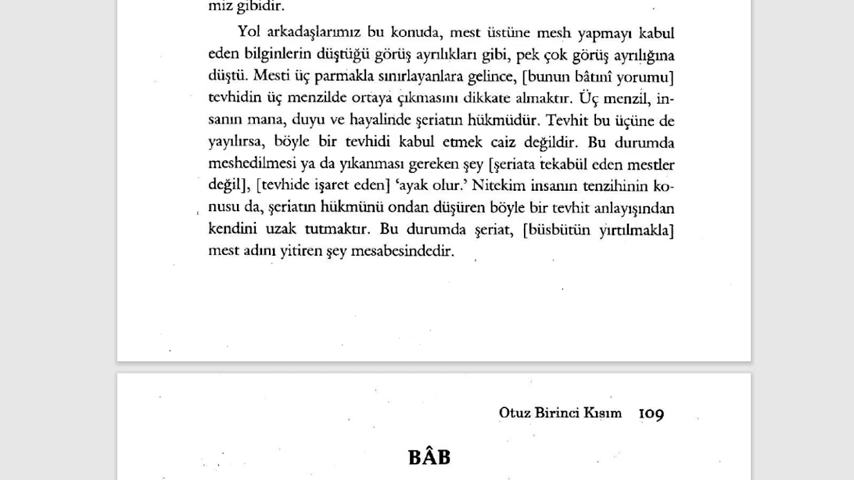 miz gibidir.
Yol arkadaşlarımız bu konuda, mest üstüne mesh yapmayı kabul
eden bilginlerin düştüğü görüş ayrılıkları gibi, pek çok görüş ayrılığına
düştü. Mesti üç parmakla sınırlayanlara gelince, [bunun bâtınî yorumu]
tevhidin üç menzilde ortaya çıkmasını dikkate almaktır. Üç menzil, in-
sanın mana, duyu ve hayalinde şeriatın hükmüdür. Tevhit bu üçüne de
yayılırsa, böyle bir tevhidi kabul etmek caiz değildir. Bu durumda
meshedilmesi ya da yıkanması gereken şey [şeriata tekabül eden mestler
değil], [tevhide işaret eden] ‘ayak olur.’ Nitekim insanın tenzihinin ko-
nusu da, şeriatın hükmünü ondan düşüren böyle bir tevhit anlayışından
kendini uzak tutmaktır. Bu durumda şeriat, [büsbütün yırtılmakla]
mest adını yitiren şey mesabesindedir.
Otuz Birinci Kısım 109
BÂB